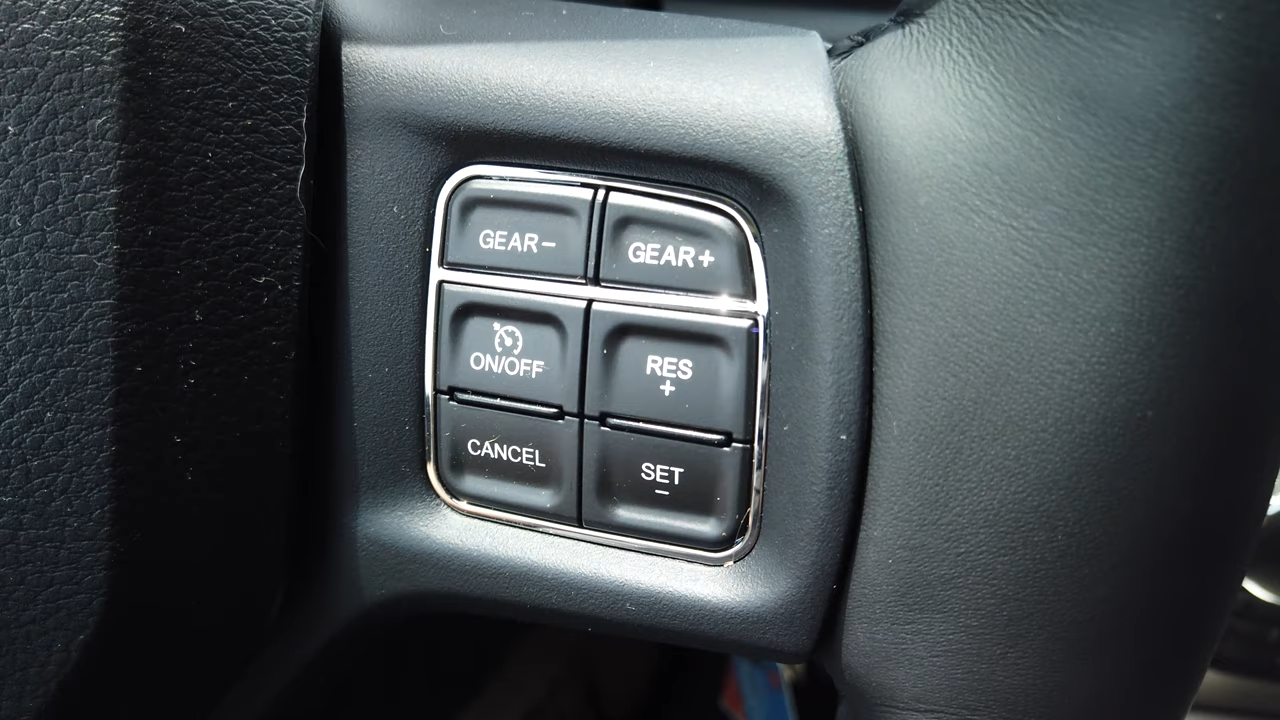 GEAR−
GEAR+
ON/OFF
RES
+
CANCEL
SET
−